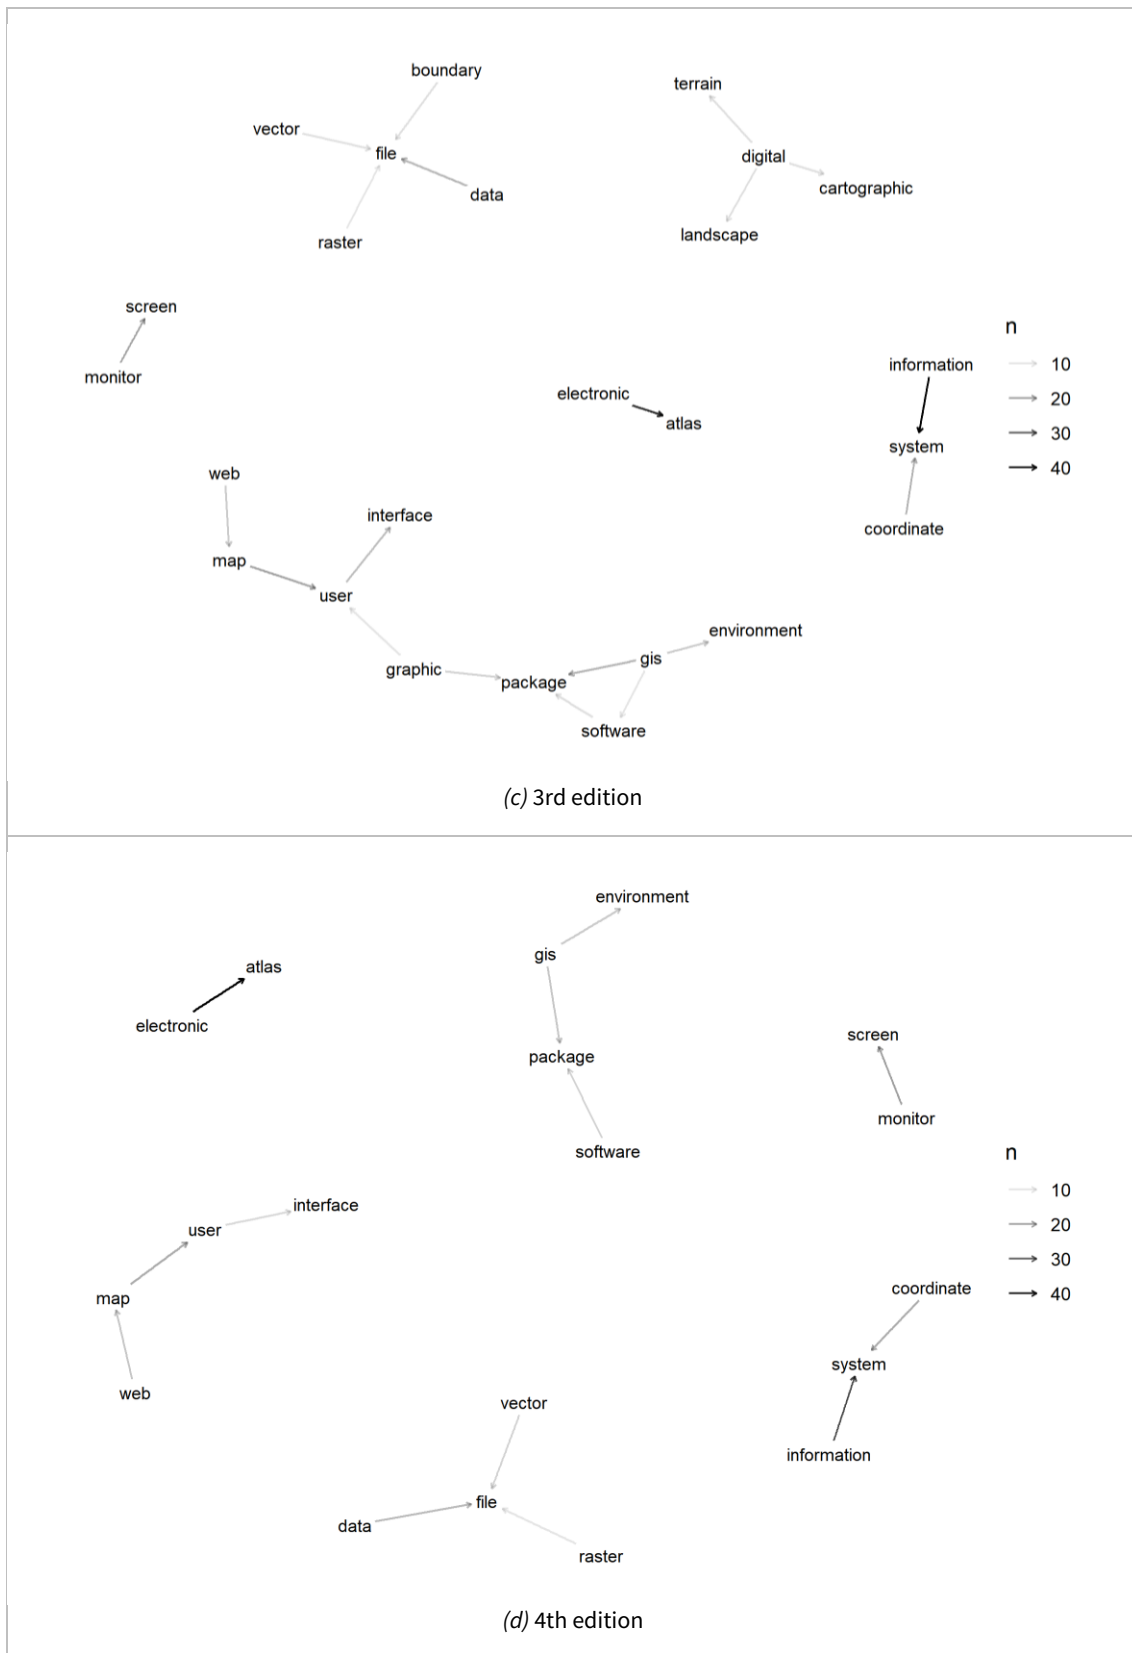 boundary
terrain
vector
file
digital
data
cartographic
raster
landscape
screen
n
information
10
monitor
electronic
20
atlas
30
system
40
web
interface
coordinate
map
user
environment
gis
graphic
package
software
(c) 3rd edition
environment
gis
atlas
electronic
screen
package
monitor
software
n
10
interface
user
20
30
coordinate
40
map
system
web
vector
information
file
data
raster
(d) 4th edition